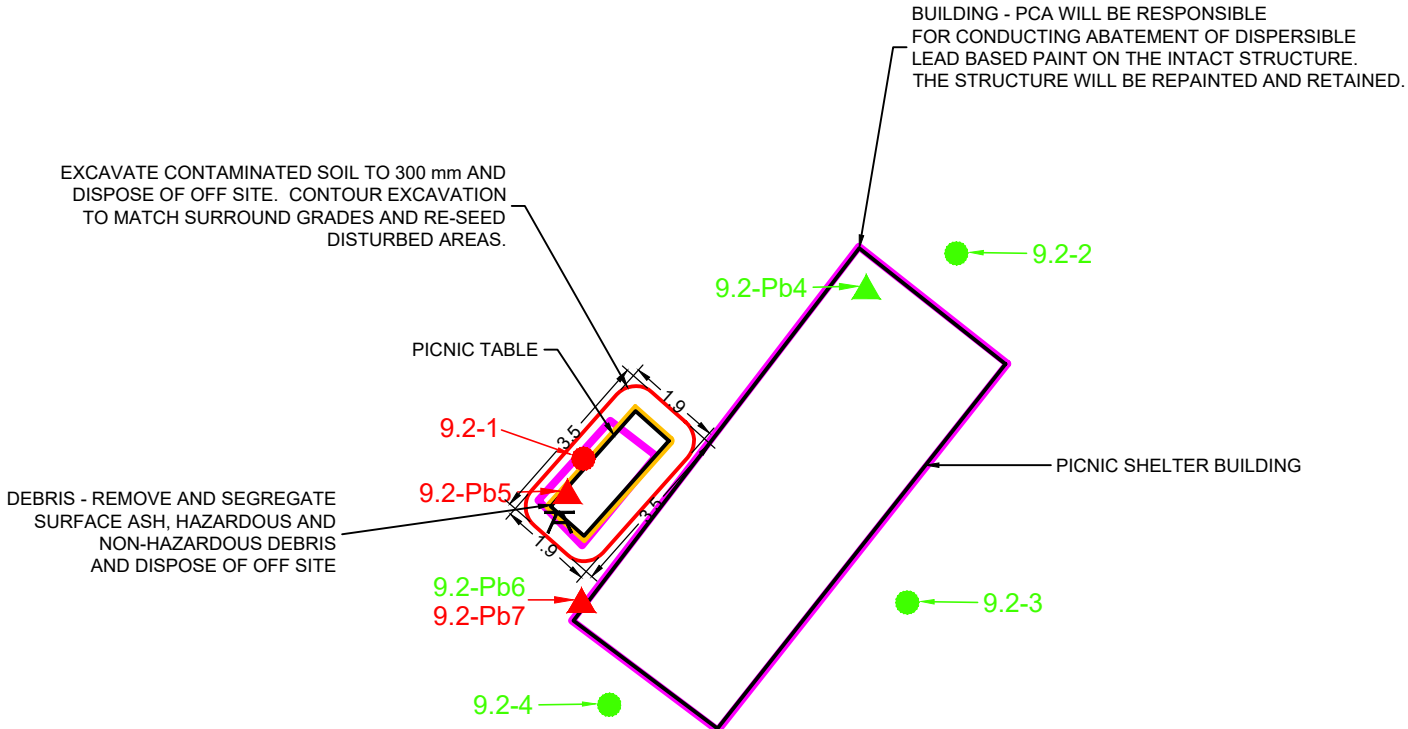 BUILDING - PCA WILL BE RESPONSIBLE
FOR CONDUCTING ABATEMENT OF DISPERSIBLE
LEAD BASED PAINT ON THE INTACT STRUCTURE.
THE STRUCTURE WILL BE REPAINTED AND RETAINED.
EXCAVATE CONTAMINATED SOIL TO 300 mm AND
DISPOSE OF OFF SITE. CONTOUR EXCAVATION
TO MATCH SURROUND GRADES AND RE-SEED
DISTURBED AREAS.
9.2-2
9.2-Pb4
PICNIC TABLE
1.9
3.5
9.2-1
PICNIC SHELTER BUILDING
9.2-Pb5
DEBRIS - REMOVE AND SEGREGATE
SURFACE ASH, HAZARDOUS AND
NON-HAZARDOUS DEBRIS
AND DISPOSE OF OFF SITE
3.5
1.9
9.2-Pb6
9.2-Pb7
9.2-3
9.2-4